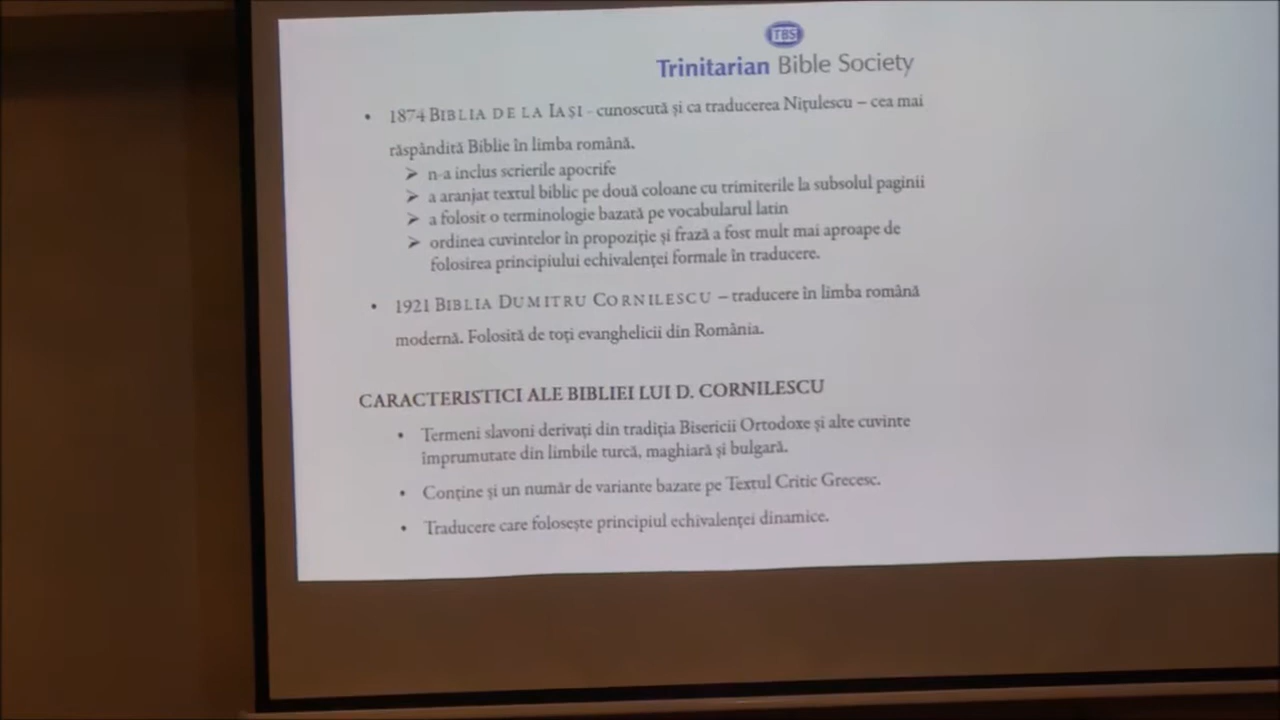 TBS
Trinitarian Bible Society
• 1874 BIBLIA DE LA IAȘI - cunoscută și ca traducerea Nițulescu – cea mai
răspândită Biblie în limba română.
➢ n-a inclus scrierile apocrife
➢ a aranjat textul biblic pe două coloane cu trimiterile la subsolul paginii
➢ a folosit o terminologie bazată pe vocabularul latin
➢ ordinea cuvintelor în propoziție și frază a fost mult mai aproape de
folosirea principiului echivalenței formale în traducere.
• 1921 BIBLIA DUMITRU CORNILESCU – traducere în limba română
modernă. Folosită de toți evanghelicii din România.
CARACTERISTICI ALE BIBLIEI LUI D. CORNILESCU
• Termeni slavoni derivați din tradiția Bisericii Ortodoxe și alte cuvinte
împrumutate din limbile turcă, maghiară și bulgară.
• Conține și un număr de variante bazate pe Textul Critic Grecesc.
• Traducere care folosește principiul echivalenței dinamice.